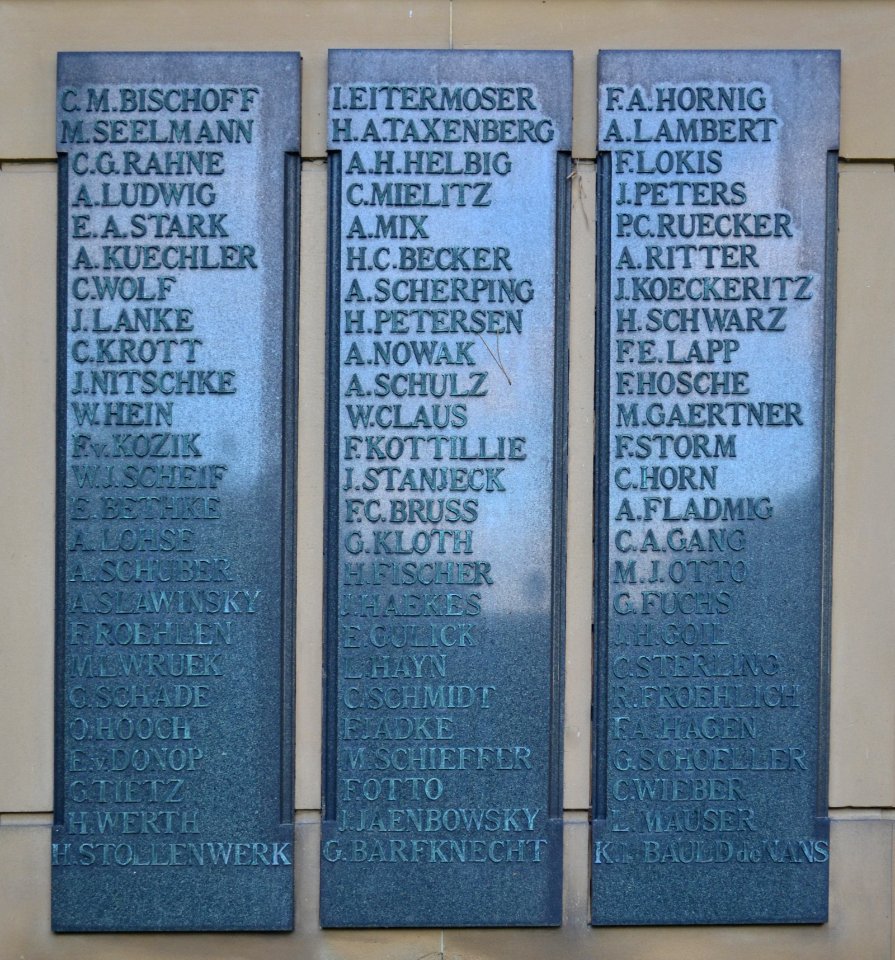 C.M.BISCHOFF
M.SEELMANN
C.G.RAHNE
A.LUDWIG
E.A.STARK
A.KUECHLER
C.WOLF
J.LANKE
C.KROTT
J.NITSCHKE
W.HEIN
F.v.KOZIK
W.J.SCHEIF
E.BETHKE
A.LOHSE
A.SCHUBER
A.SLAWINSKY
F.ROEHLEN
M.L.WRUEK
C.SCHADE
O.HOOCH
E.v.DONOP
C.TIETZ
H.WERTH
H.STOLLENWERK
I.EITERMOSER
H.A.TAXENBERG
A.H.HELBIG
C.MIELITZ
A.MIX
H.C.BECKER
A.SCHERPING
H.PETERSEN
A.NOWAK
A.SCHULZ
W.CLAUS
F.KOTTILLIE
J.STANJECK
F.C.BRUSS
G.KLOTH
H.FISCHER
J.HAEKES
E.GULICK
L.HAYN
C.SCHMIDT
F.JADKE
M.SCHIEFFER
F.OTTO
J.JAENBOWSKY
G.BARFKNECHT
F.A.HORNIG
A.LAMBERT
F.LOKIS
J.PETERS
P.C.RUECKER
A.RITTER
J.KOECKERITZ
H.SCHWARZ
F.E.LAPP
F.HOSCHE
M.GAERTNER
F.STORM
C.HORN
A.FLADMIG
C.A.GANG
M.J.OTTO
G.FUCHS
J.H.GOIL
C.STERLING
R.FROEHLICH
F.A.HAGEN
G.SCHOELLER
C.WIEBER
L.MAUSER
BAULD de NANS